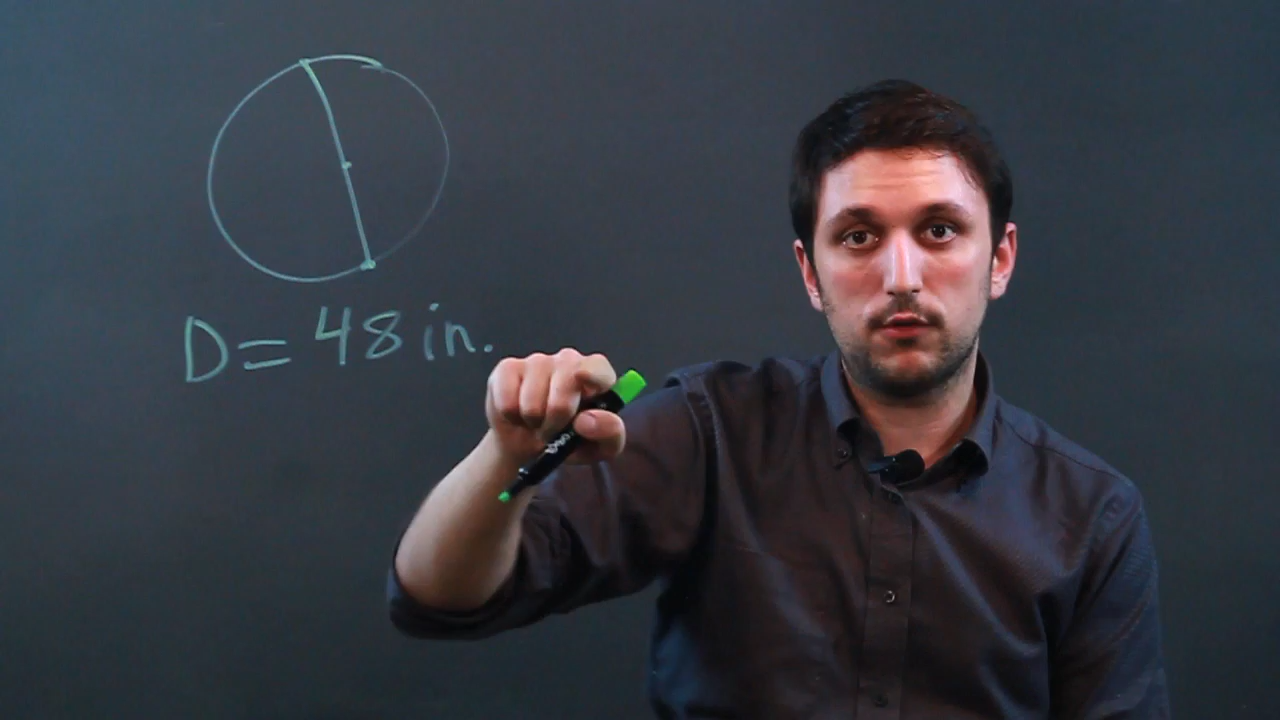 D = 48 in.